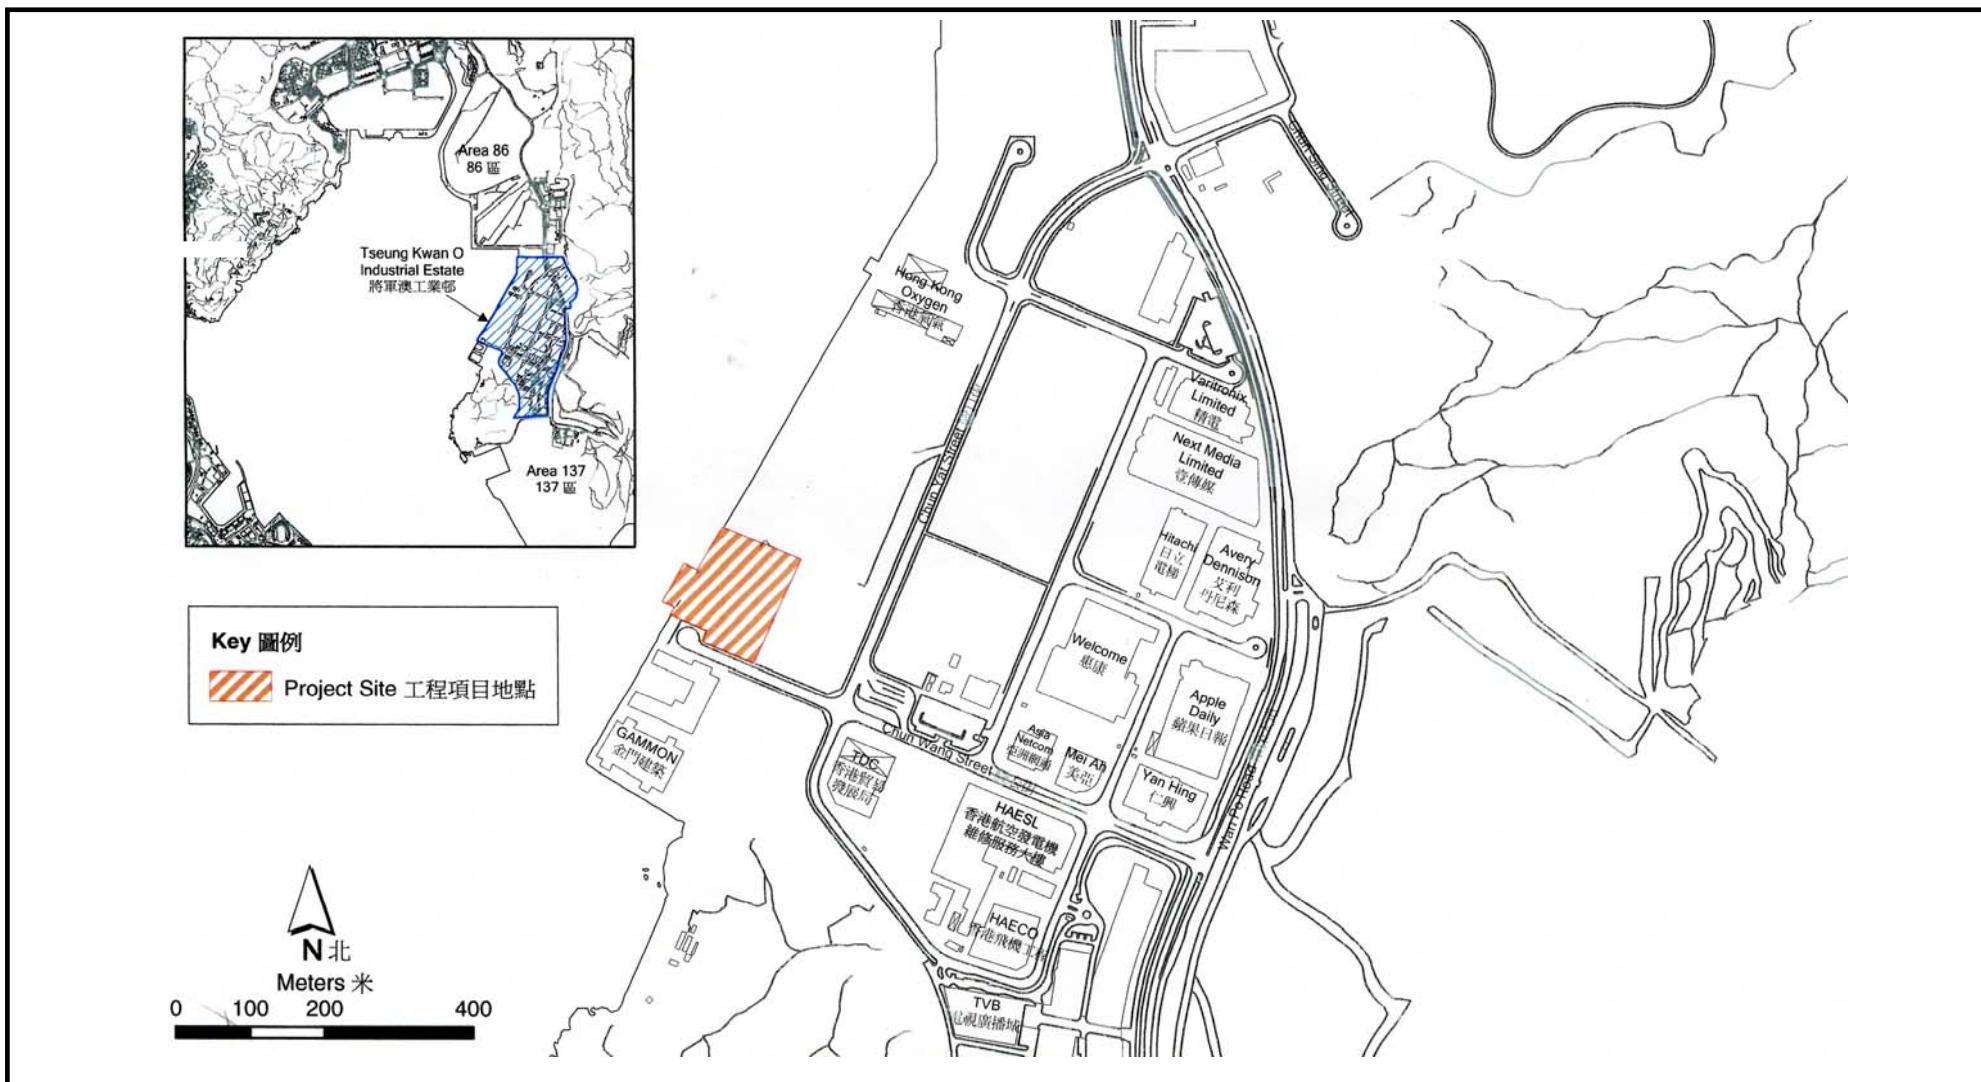 Area 86
86 區
Tseung Kwan O
Industrial Estate
將軍澳工業邨
Area 137
137 區
Key 圖例
Project Site 工程項目地點
N 北
Meters 米
0 100 200 400
Chun Sing Street
Hong Kong
Oxygen
香港氧氣
Chun Yat Street
Varitronix
Limited
精電
Next Media
Limited
壹傳媒
Hitachi
日立
電梯
Avery
Dennison
艾利
丹尼森
Welcome
惠康
Apple
Daily
蘋果日報
Asia
Netcom
亞洲網通
Mei Ah
美亞
Yan Hing
仁興
Wan Po Road
Chun Wang Street
GAMMON
金門建築
TDC
香港貿易
發展局
HAESL
香港航空發電機
維修服務大樓
HAECO
香港飛機工程
TVB
電視廣播城